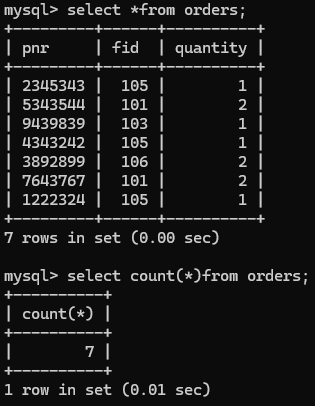 mysql> select *from orders;
+---------+------+----------+
| pnr     | fid  | quantity |
+---------+------+----------+
| 2345343 |  105 |        1 |
| 5343544 |  101 |        2 |
| 9439839 |  103 |        1 |
| 4343242 |  105 |        1 |
| 3892899 |  106 |        2 |
| 7643767 |  101 |        2 |
| 1222324 |  105 |        1 |
+---------+------+----------+
7 rows in set (0.00 sec)

mysql> select count(*)from orders;
+----------+
| count(*) |
+----------+
|        7 |
+----------+
1 row in set (0.01 sec)